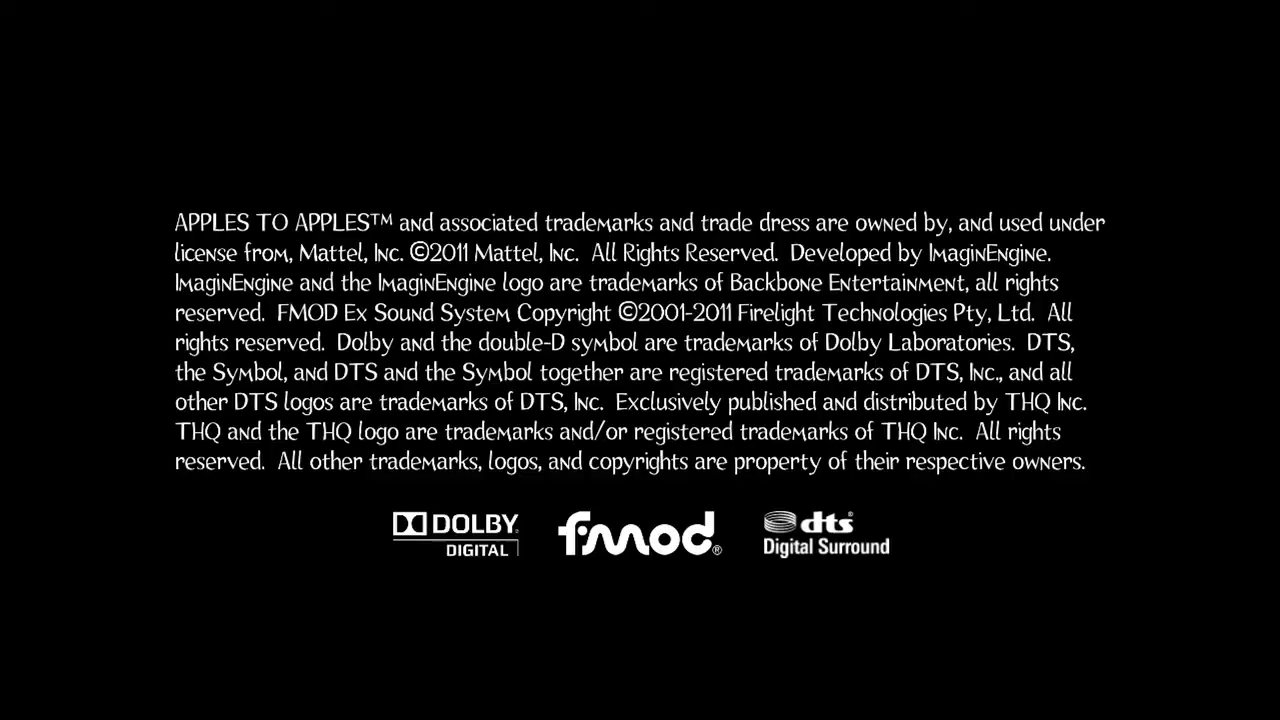 APPLES TO APPLES™ and associated trademarks and trade dress are owned by, and used under
license from, Mattel, Inc. ©2011 Mattel, Inc.  All Rights Reserved.  Developed by ImaginEngine.
ImaginEngine and the ImaginEngine logo are trademarks of Backbone Entertainment, all rights
reserved.  FMOD Ex Sound System Copyright ©2001-2011 Firelight Technologies Pty, Ltd.  All
rights reserved.  Dolby and the double-D symbol are trademarks of Dolby Laboratories.  DTS,
the Symbol, and DTS and the Symbol together are registered trademarks of DTS, Inc., and all
other DTS logos are trademarks of DTS, Inc.  Exclusively published and distributed by THQ Inc.
THQ and the THQ logo are trademarks and/or registered trademarks of THQ Inc.  All rights
reserved.  All other trademarks, logos, and copyrights are property of their respective owners.
DOLBY
DIGITAL
fmod®
dts®
Digital Surround